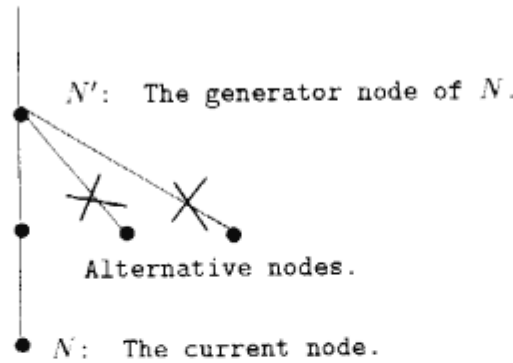 N′: The generator node of N.
Alternative nodes.
N: The current node.